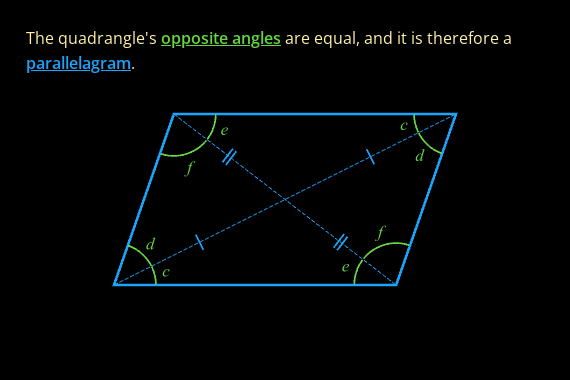 The quadrangle's opposite angles are equal, and it is therefore a
parallelagram.
e c
f d
d f
c e